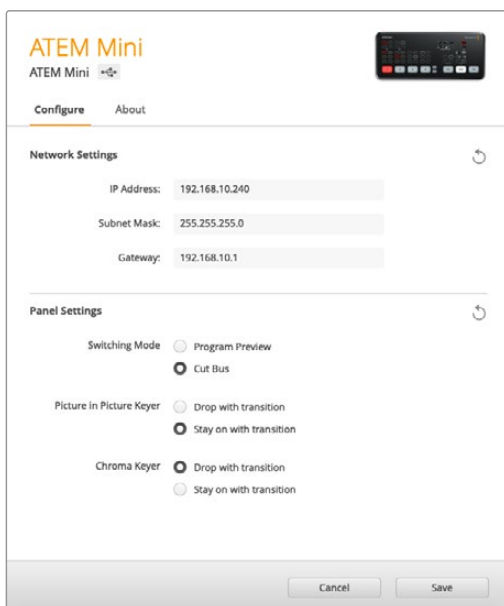 ATEM Mini
ATEM Mini
Configure About
Network Settings
IP Address: 192.168.10.240
Subnet Mask: 255.255.255.0
Gateway: 192.168.10.1
Panel Settings
Switching Mode Program Preview
Cut Bus
Picture in Picture Keyer Drop with transition
Stay on with transition
Chroma Keyer Drop with transition
Stay on with transition
Cancel Save